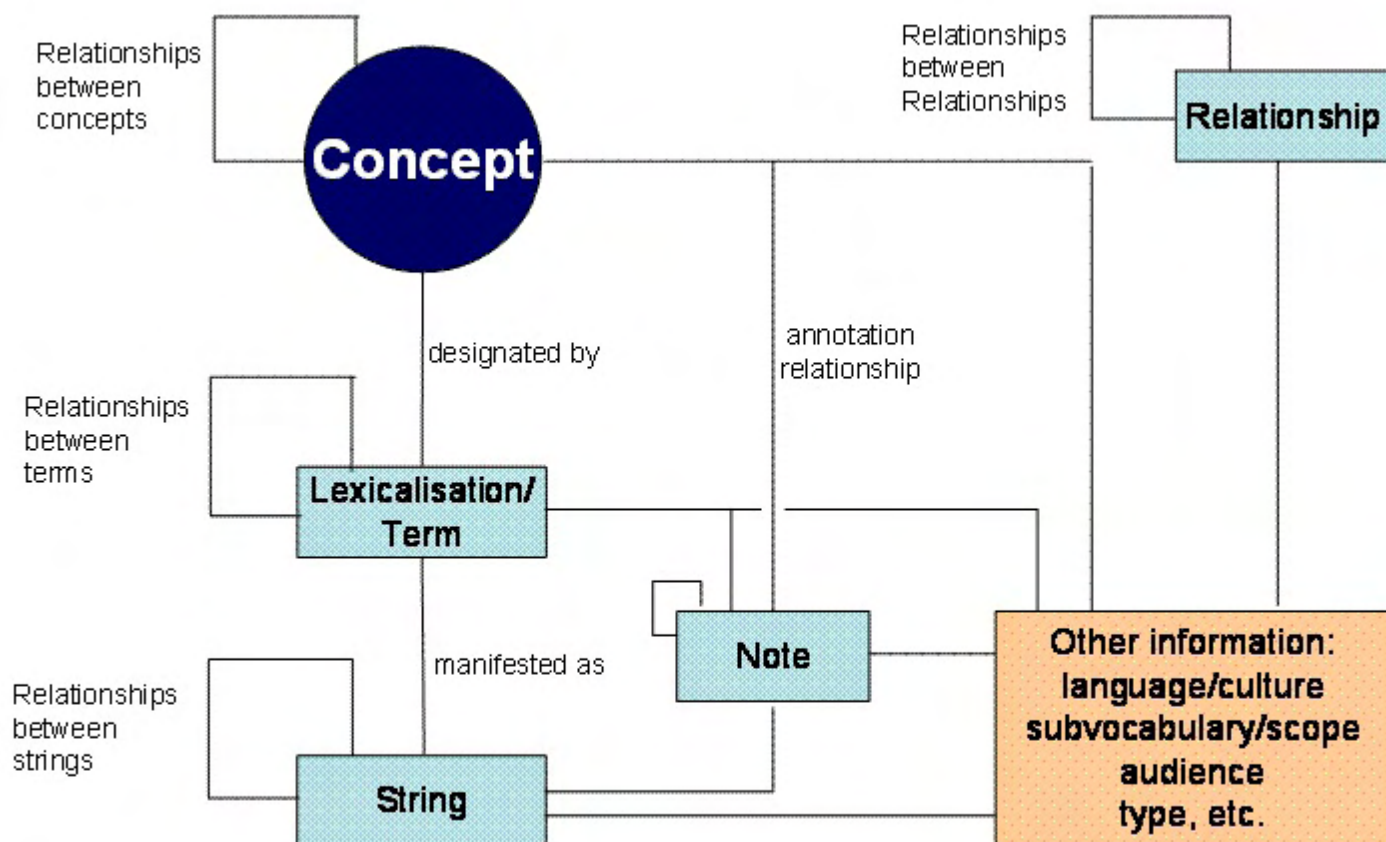 Relationships
between
concepts
Concept
Relationships
between
Relationships
Relationship
designated by
annotation
relationship
Relationships
between
terms
Lexicalisation/
Term
manifested as
Note
Other information:
language/culture
subvocabulary/scope
audience
type, etc.
Relationships
between
strings
String